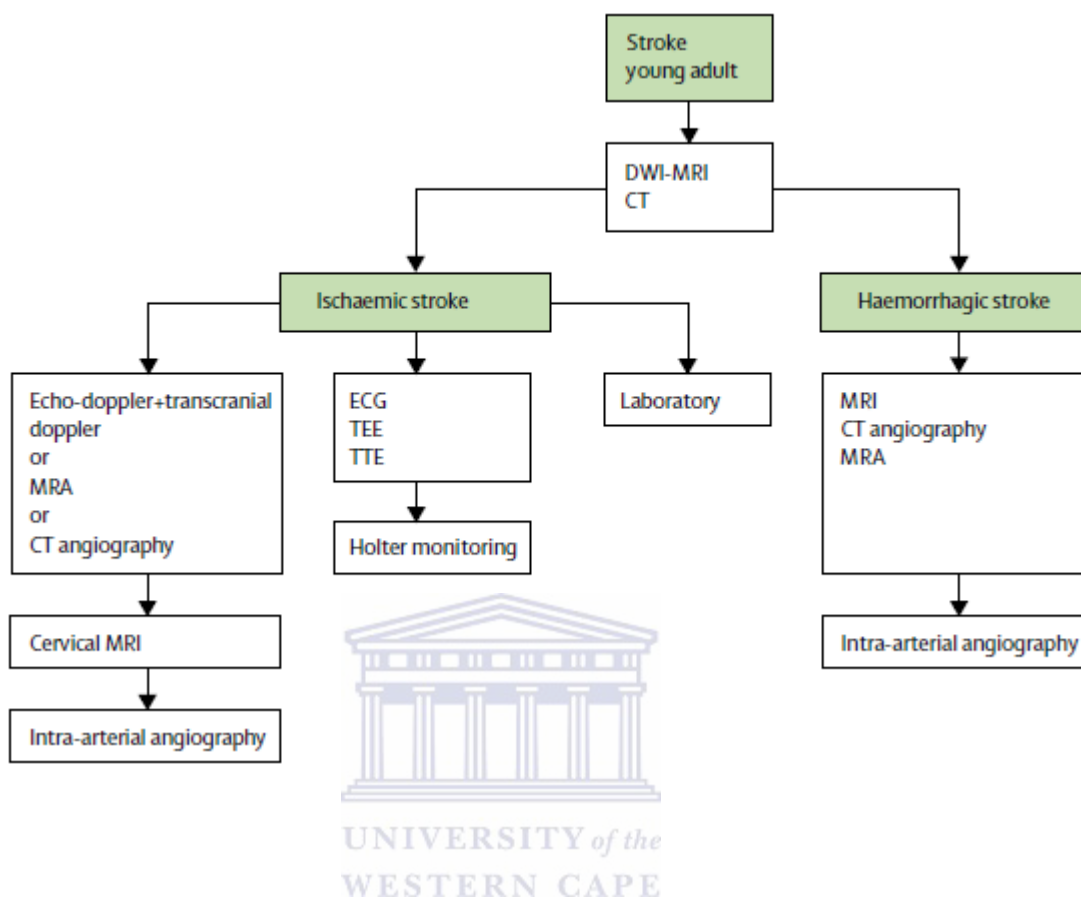 Stroke
young adult
DWI-MRI
CT
Ischaemic stroke
Haemorrhagic stroke
Echo-doppler+transcranial
doppler
or
MRA
or
CT angiography
ECG
TEE
TTE
Laboratory
MRI
CT angiography
MRA
Holter monitoring
Cervical MRI
Intra-arterial angiography
Intra-arterial angiography
UNIVERSITY of the
WESTERN CAPE